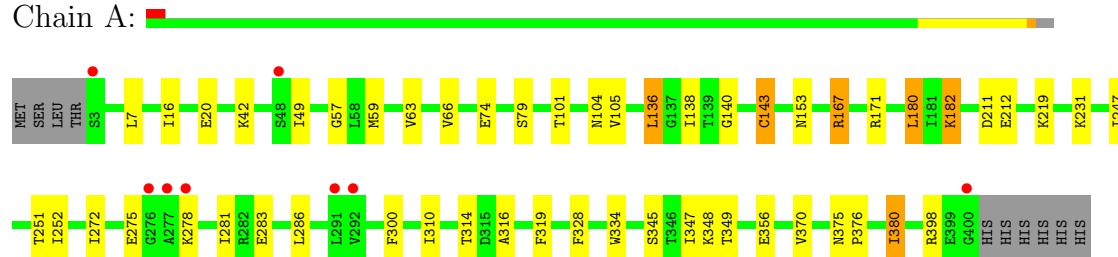 Chain A:
MET SER LEU THR S3 L7 I16 E20 K42 S48 I49 G57 L58 M59 V63 V66 E74 S79 T101 N104 V105 L136 G137 I138 T139 G140 C143 N153 R167 R171 L180 I181 K182 D211 E212 K219 K231
T251 I252 I272 E275 G276 A277 K278 I281 R282 E283 L286 L291 V292 F300 I310 T314 D315 A316 F319 F328 W334 S345 T346 I347 K348 T349 E356 V370 N375 P376 I380 R398 E399 G400 HIS HIS HIS HIS HIS HIS